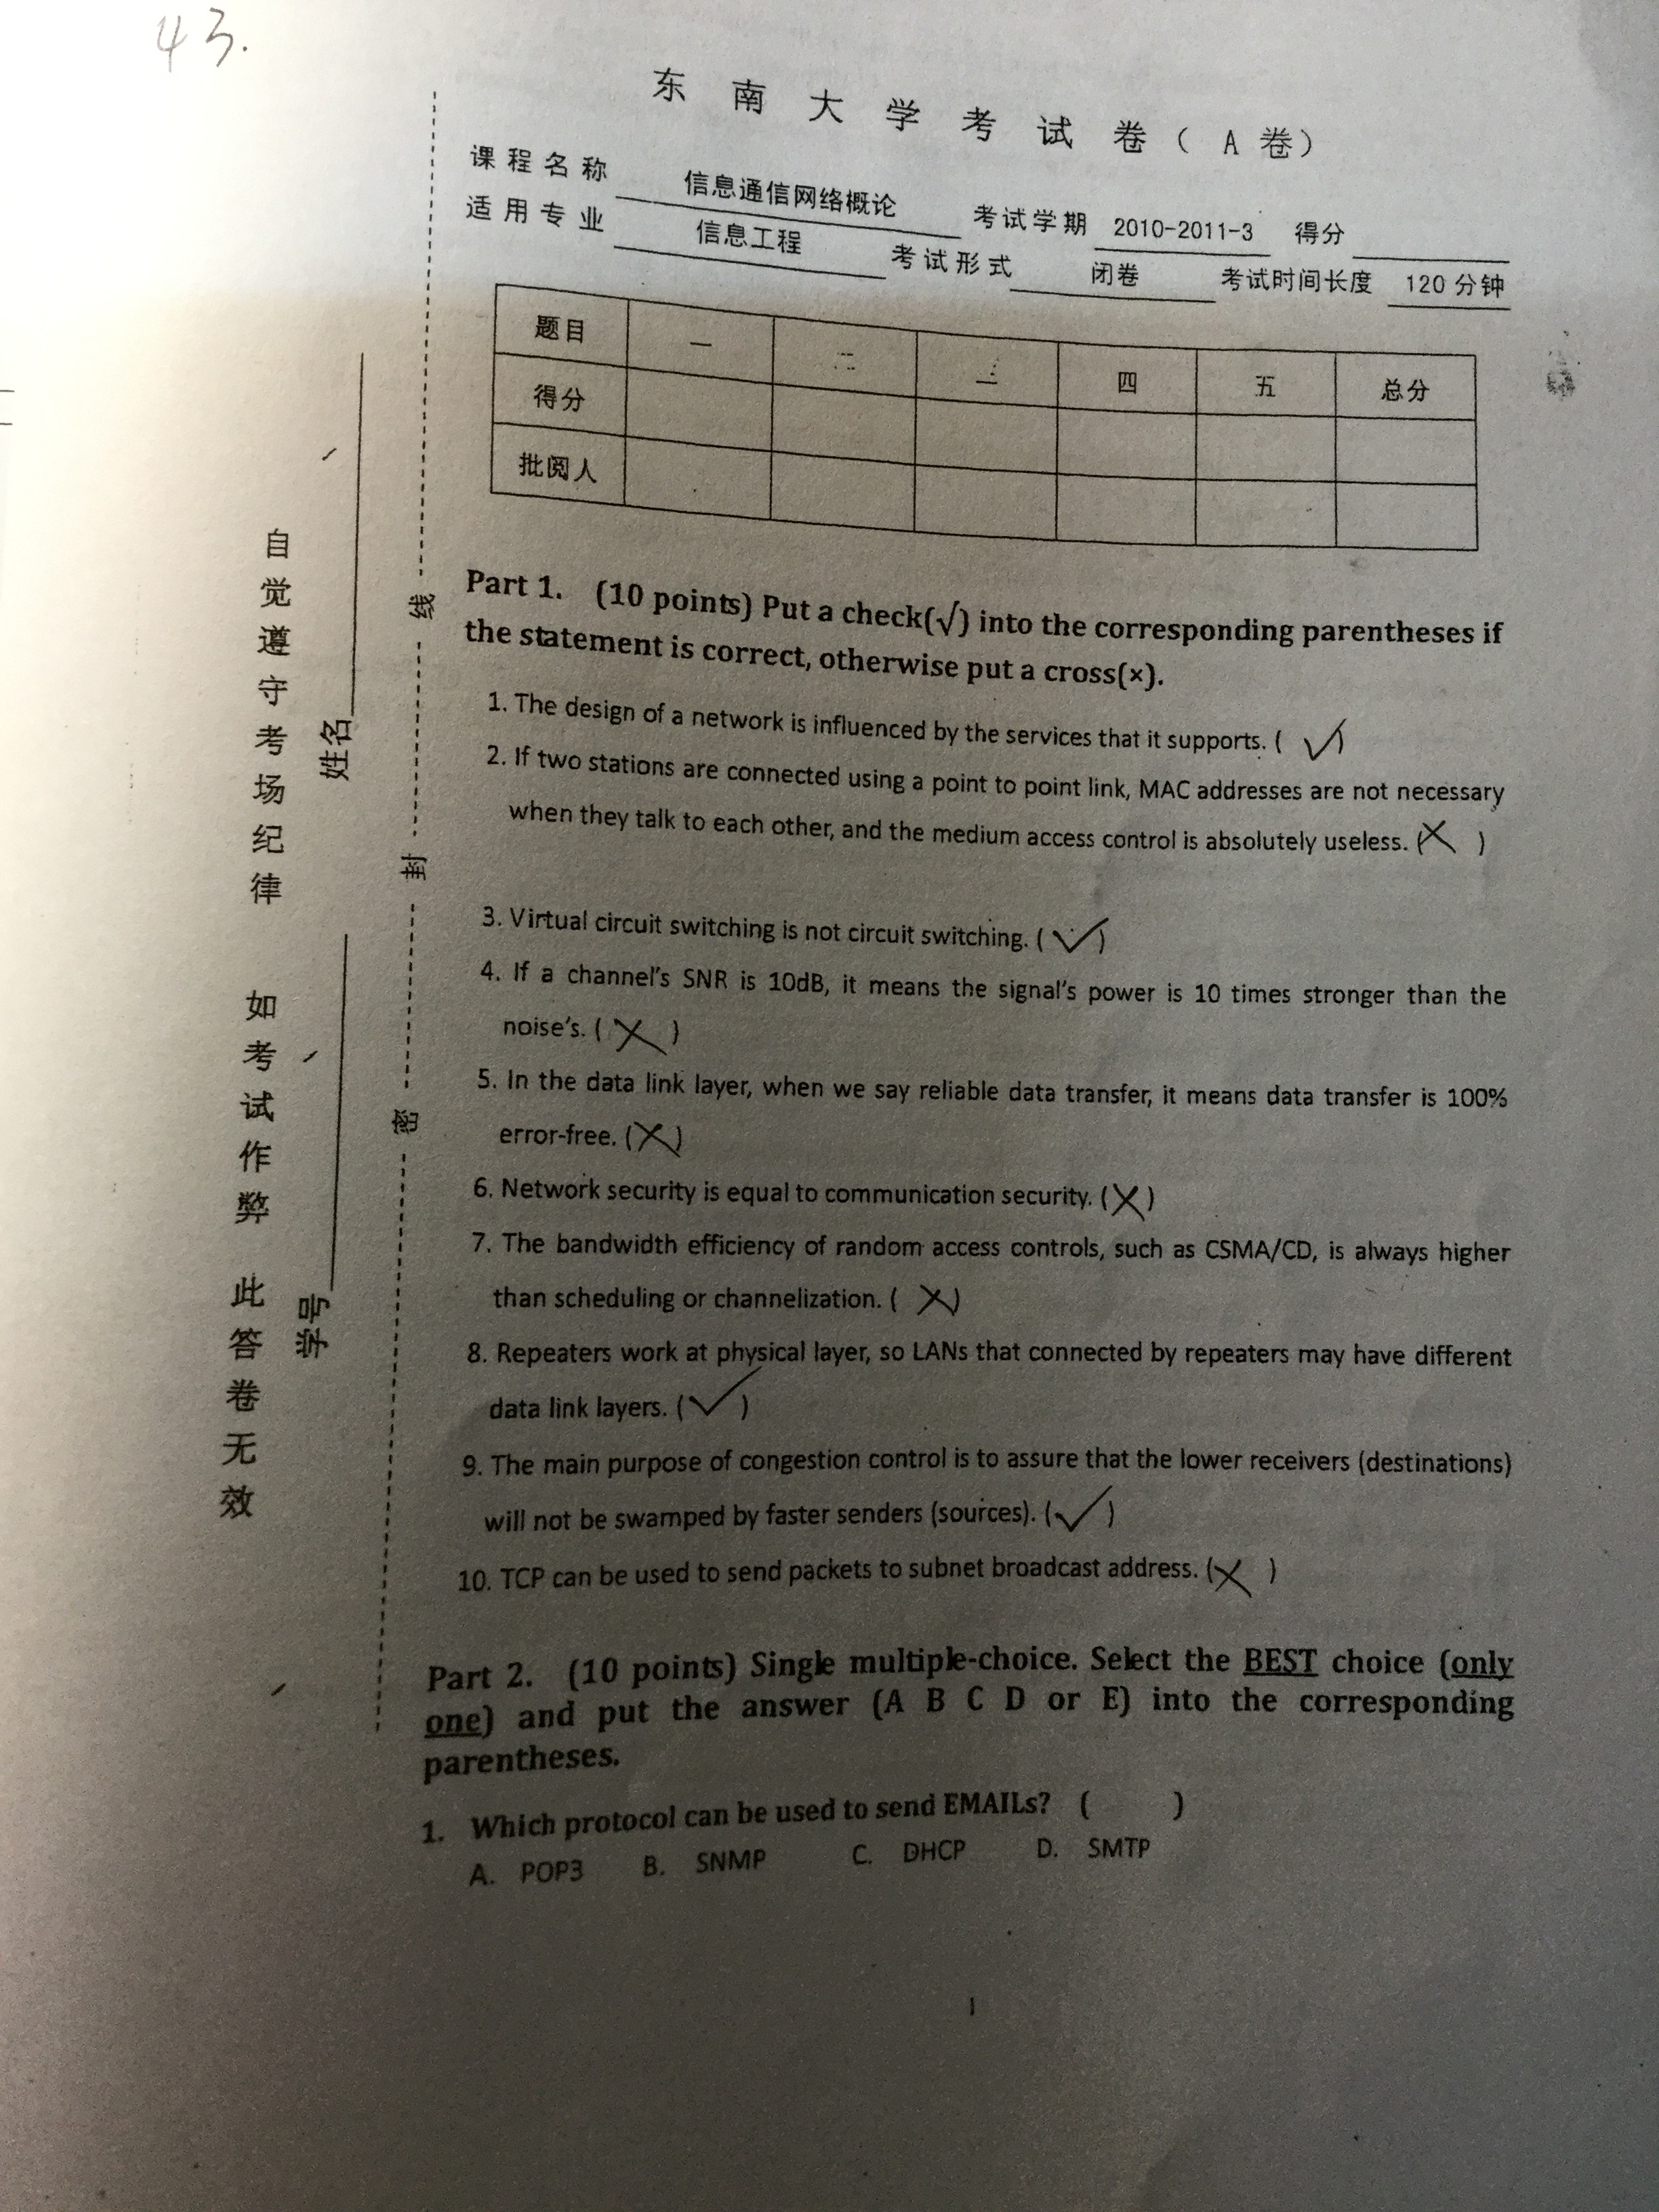 43.
东南大学考试卷（A卷）
课程名称 信息通信网络概论 考试学期 2010-2011-3 得分
适用专业 信息工程 考试形式 闭卷 考试时间长度 120 分钟
题目 一 二 三 四 五 总分
得分
批阅人
自觉遵守考场纪律 如考试作弊 此答卷无效
姓名
学号
线
封
密
Part 1. (10 points) Put a check(√) into the corresponding parentheses if
the statement is correct, otherwise put a cross(×).
1. The design of a network is influenced by the services that it supports. ( √ )
2. If two stations are connected using a point to point link, MAC addresses are not necessary
when they talk to each other, and the medium access control is absolutely useless. (× )
3. Virtual circuit switching is not circuit switching. ( √ )
4. If a channel's SNR is 10dB, it means the signal's power is 10 times stronger than the
noise's. ( × )
5. In the data link layer, when we say reliable data transfer, it means data transfer is 100%
error-free. (×)
6. Network security is equal to communication security. (×)
7. The bandwidth efficiency of random access controls, such as CSMA/CD, is always higher
than scheduling or channelization. ( ×)
8. Repeaters work at physical layer, so LANs that connected by repeaters may have different
data link layers. (√ )
9. The main purpose of congestion control is to assure that the lower receivers (destinations)
will not be swamped by faster senders (sources). (√ )
10. TCP can be used to send packets to subnet broadcast address. (× )
Part 2. (10 points) Single multiple-choice. Select the BEST choice (only
one) and put the answer (A B C D or E) into the corresponding
parentheses.
1. Which protocol can be used to send EMAILs? ( )
A. POP3 B. SNMP C. DHCP D. SMTP
1